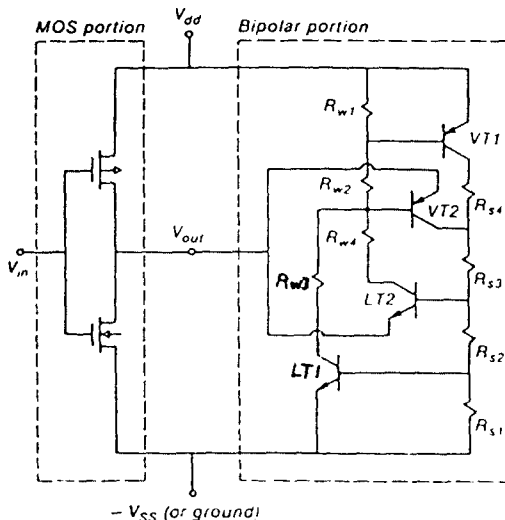 MOS portion
V_dd
Bipolar portion
R_w1
VT1
R_w2
VT2
R_s4
V_in
V_out
R_w4
R_w3
LT2
R_s3
LT1
R_s2
R_s1
– V_SS (or ground)